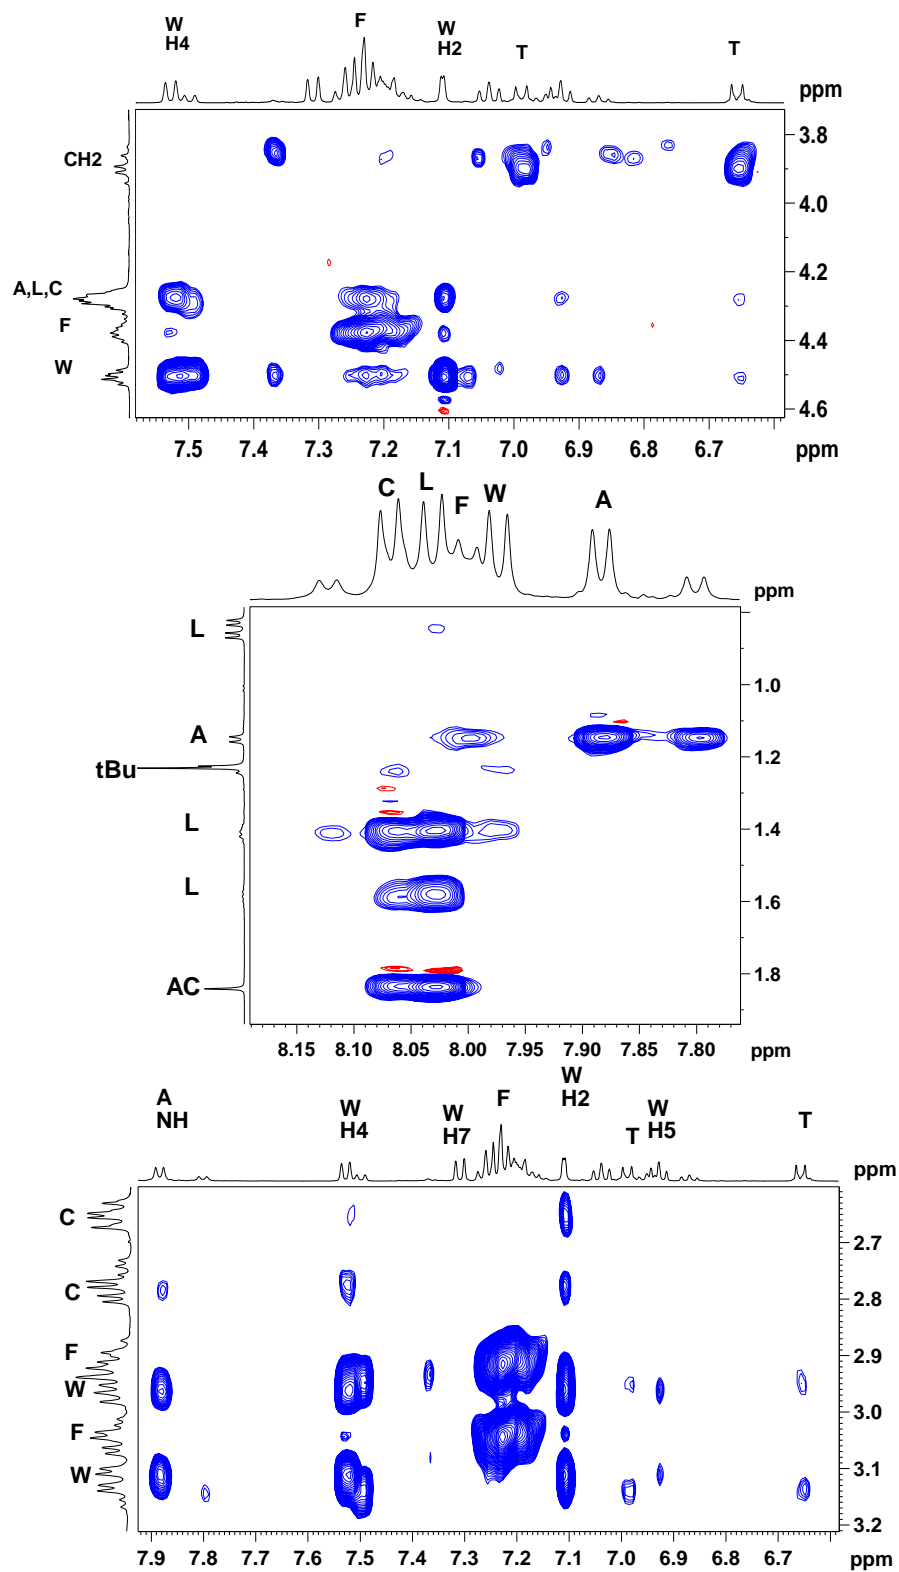 W
H4
F
W
H2
T
T
ppm
CH2
A,L,C
F
W
3.8
4.0
4.2
4.4
4.6
7.5 7.4 7.3 7.2 7.1 7.0 6.9 6.8 6.7
ppm
C L F W A
ppm
L
A
tBu
L
L
AC
1.0
1.2
1.4
1.6
1.8
8.15 8.10 8.05 8.00 7.95 7.90 7.85 7.80 ppm
A
NH
W
H4
W
H7
F
W
H2
T
W
H5
T
ppm
C
C
F
W
F
W
2.7
2.8
2.9
3.0
3.1
3.2
7.9 7.8 7.7 7.6 7.5 7.4 7.3 7.2 7.1 7.0 6.9 6.8 6.7 ppm